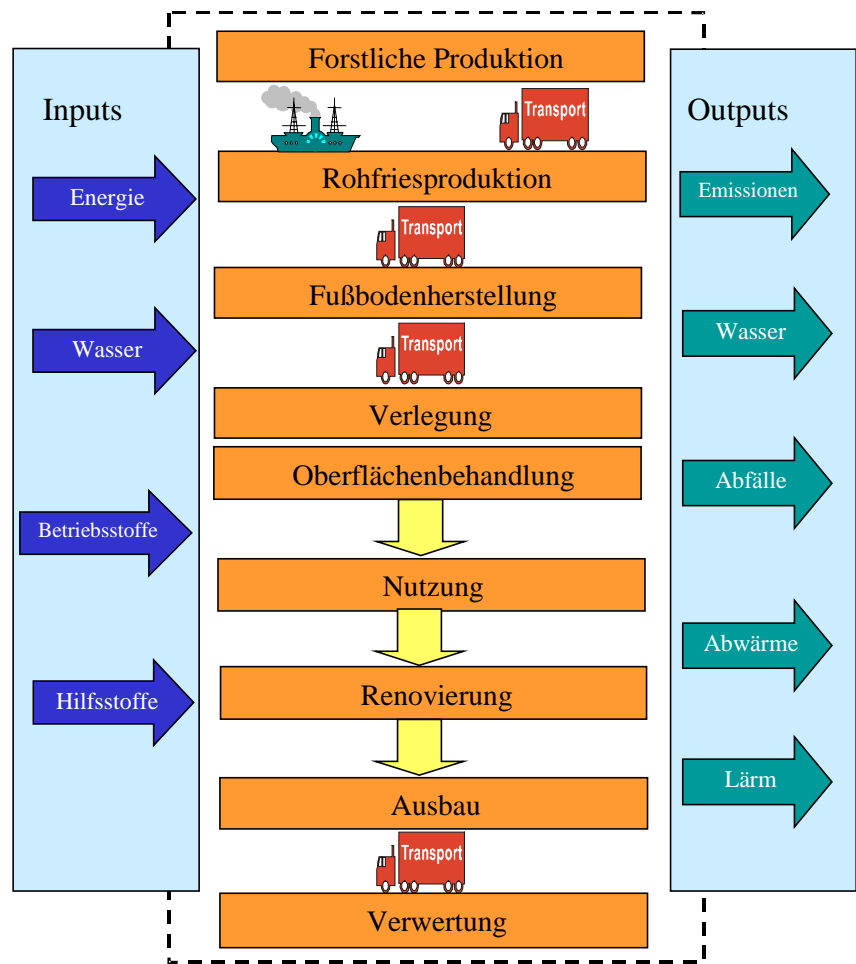 Inputs
Energie
Wasser
Betriebsstoffe
Hilfsstoffe
Forstliche Produktion
Transport
Rohfriesproduktion
Transport
Fußbodenherstellung
Transport
Verlegung
Oberflächenbehandlung
Nutzung
Renovierung
Ausbau
Transport
Verwertung
Outputs
Emissionen
Wasser
Abfälle
Abwärme
Lärm